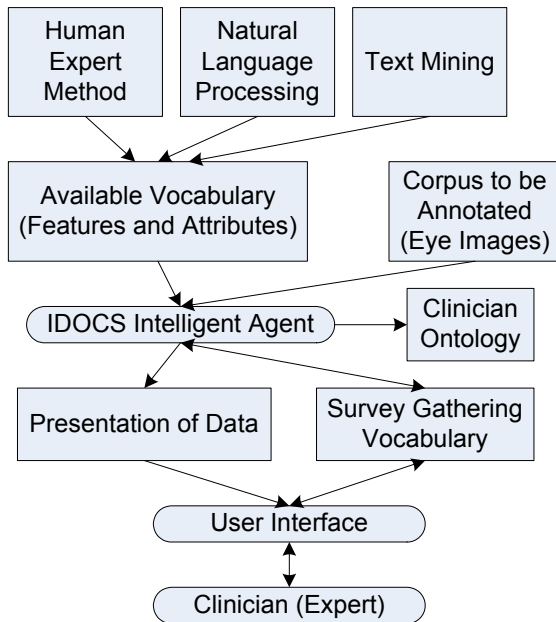 Human
Expert
Method
Natural
Language
Processing
Text Mining
Available Vocabulary
(Features and Attributes)
Corpus to be
Annotated
(Eye Images)
IDOCS Intelligent Agent
Clinician
Ontology
Presentation of Data
Survey Gathering
Vocabulary
User Interface
Clinician (Expert)